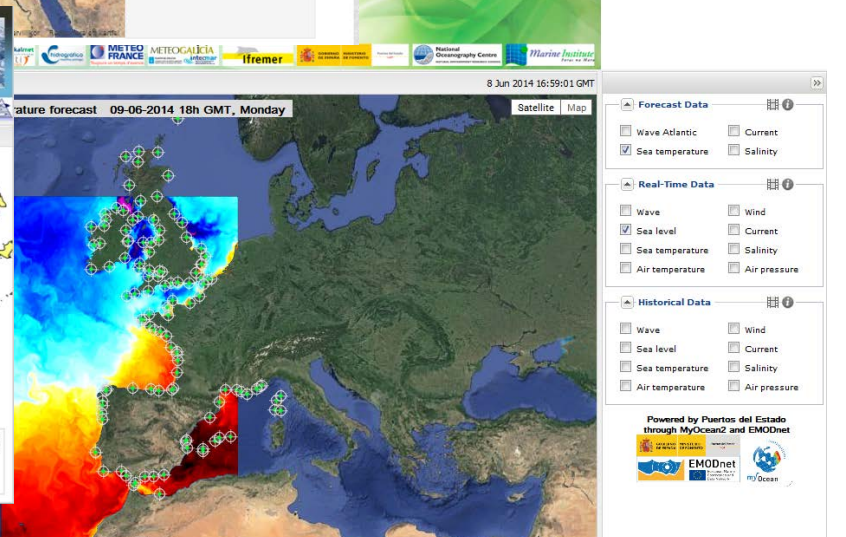 METEO
FRANCE
METEOGALICIA
intecmar
Ifremer
National
Oceanography Centre
Marine Institute
8 Jun 2014 16:59:01 GMT
rature forecast 09-06-2014 18h GMT, Monday
Satellite Map
Forecast Data
Wave Atlantic Current
Sea temperature Salinity
Real-Time Data
Wave Wind
Sea level Current
Sea temperature Salinity
Air temperature Air pressure
Historical Data
Wave Wind
Sea level Current
Sea temperature Salinity
Air temperature Air pressure
Powered by Puertos del Estado
through MyOcean2 and EMODnet
EMODnet
myOcean